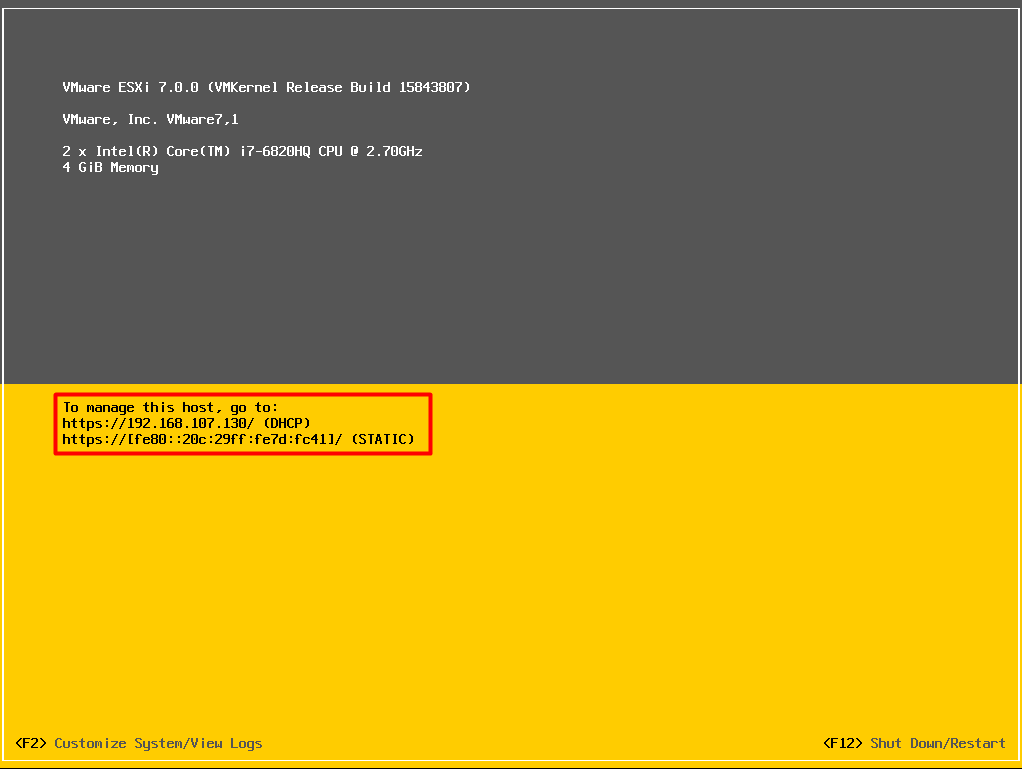 VMware ESXi 7.0.0 (VMKernel Release Build 15843807)
VMware, Inc. VMware7,1
2 x Intel(R) Core(TM) i7-6820HQ CPU @ 2.70GHz
4 GiB Memory
To manage this host, go to:
https://192.168.107.130/ (DHCP)
https://[fe80::20c:29ff:fe7d:fc41]/ (STATIC)
<F2> Customize System/View Logs
<F12> Shut Down/Restart